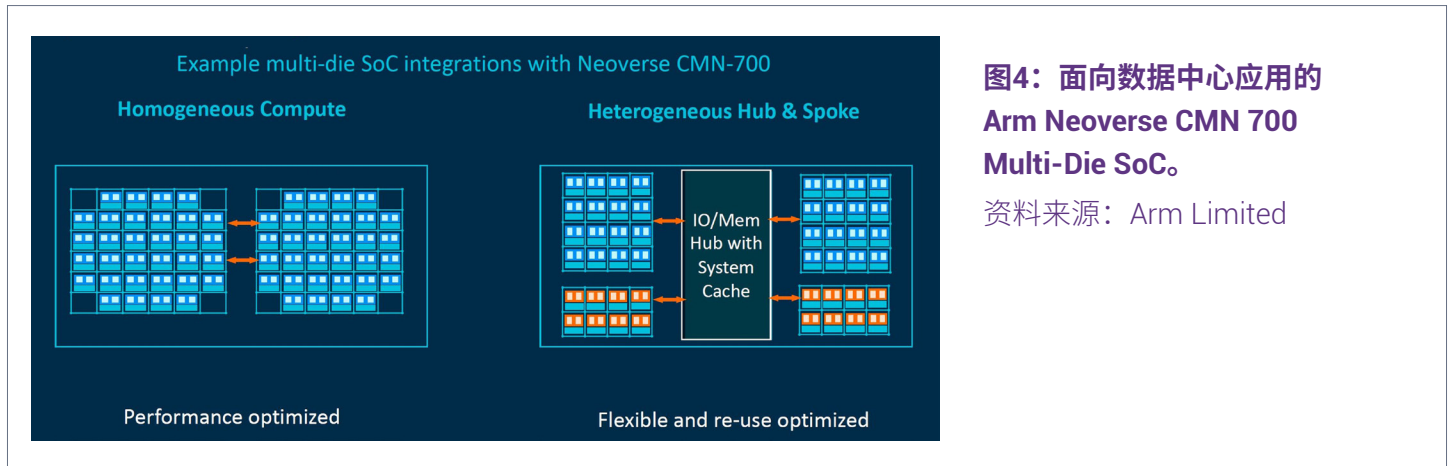 Example multi-die SoC integrations with Neoverse CMN-700
Homogeneous Compute
Heterogeneous Hub & Spoke
IO/Mem
Hub with
System
Cache
Performance optimized
Flexible and re-use optimized
图4：面向数据中心应用的
Arm Neoverse CMN 700
Multi-Die SoC。
资料来源：Arm Limited